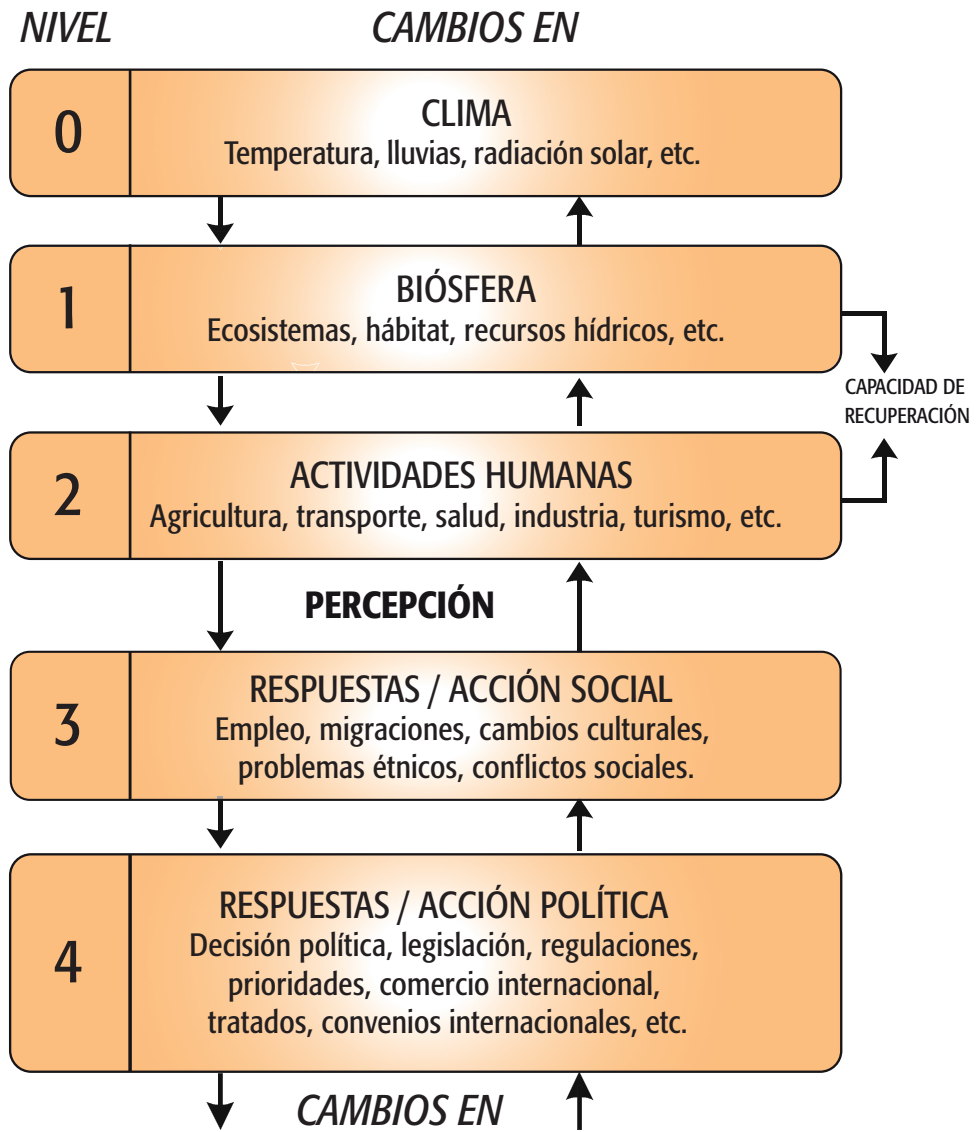 NIVEL CAMBIOS EN
0
CLIMA
Temperatura, lluvias, radiación solar, etc.
1
BIÓSFERA
Ecosistemas, hábitat, recursos hídricos, etc.
CAPACIDAD DE
RECUPERACIÓN
2
ACTIVIDADES HUMANAS
Agricultura, transporte, salud, industria, turismo, etc.
PERCEPCIÓN
3
RESPUESTAS / ACCIÓN SOCIAL
Empleo, migraciones, cambios culturales,
problemas étnicos, conflictos sociales.
4
RESPUESTAS / ACCIÓN POLÍTICA
Decisión política, legislación, regulaciones,
prioridades, comercio internacional,
tratados, convenios internacionales, etc.
CAMBIOS EN